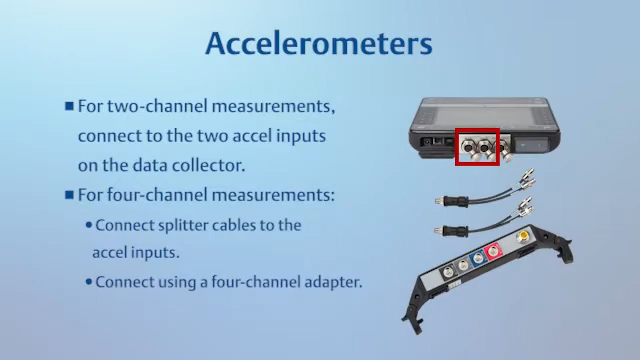 Accelerometers
■ For two-channel measurements,
connect to the two accel inputs
on the data collector.
■ For four-channel measurements:
• Connect splitter cables to the
accel inputs.
• Connect using a four-channel adapter.